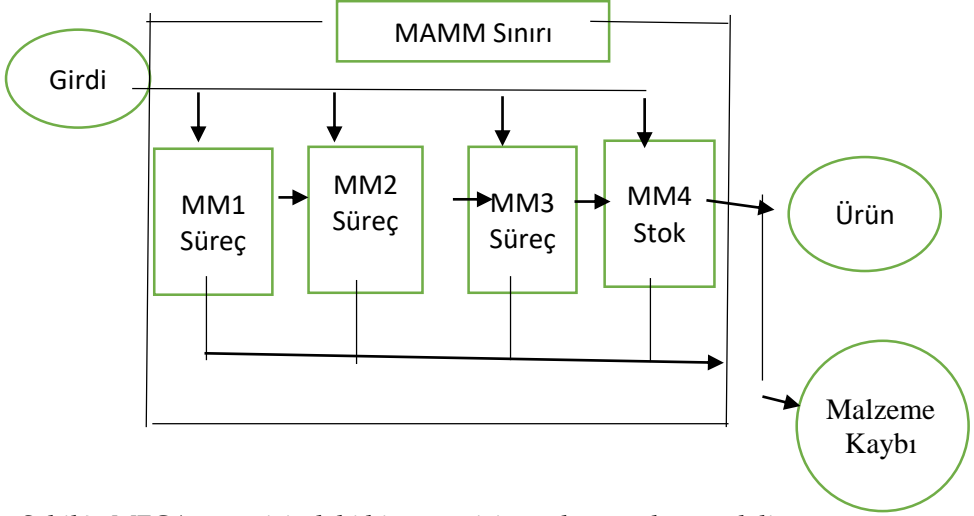 MAMM Sınırı
Girdi
MM1
Süreç
MM2
Süreç
MM3
Süreç
MM4
Stok
Ürün
Malzeme
Kaybı